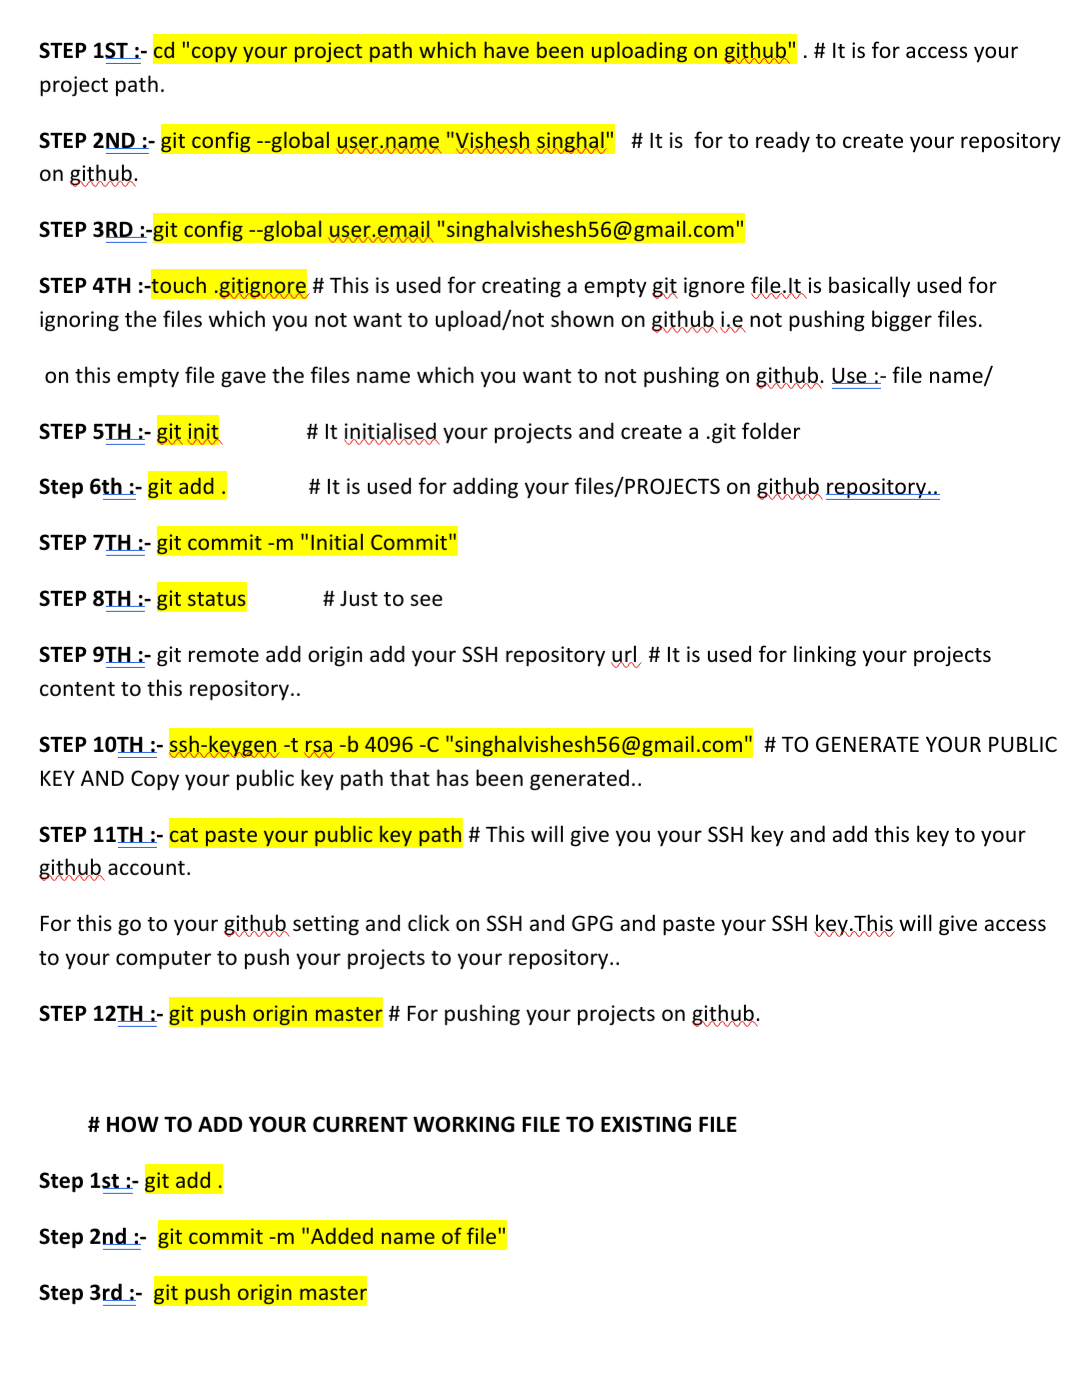 STEP 1ST :- cd "copy your project path which have been uploading on github" . # It is for access your
project path.
STEP 2ND :- git config --global user.name "Vishesh singhal" # It is for to ready to create your repository
on github.
STEP 3RD :-git config --global user.email "singhalvishesh56@gmail.com"
STEP 4TH :-touch .gitignore # This is used for creating a empty git ignore file.It is basically used for
ignoring the files which you not want to upload/not shown on github i.e not pushing bigger files.
on this empty file gave the files name which you want to not pushing on github. Use :- file name/
STEP 5TH :- git init # It initialised your projects and create a .git folder
Step 6th :- git add . # It is used for adding your files/PROJECTS on github repository..
STEP 7TH :- git commit -m "Initial Commit"
STEP 8TH :- git status # Just to see
STEP 9TH :- git remote add origin add your SSH repository url # It is used for linking your projects
content to this repository..
STEP 10TH :- ssh-keygen -t rsa -b 4096 -C "singhalvishesh56@gmail.com" # TO GENERATE YOUR PUBLIC
KEY AND Copy your public key path that has been generated..
STEP 11TH :- cat paste your public key path # This will give you your SSH key and add this key to your
github account.
For this go to your github setting and click on SSH and GPG and paste your SSH key.This will give access
to your computer to push your projects to your repository..
STEP 12TH :- git push origin master # For pushing your projects on github.
# HOW TO ADD YOUR CURRENT WORKING FILE TO EXISTING FILE
Step 1st :- git add .
Step 2nd :- git commit -m "Added name of file"
Step 3rd :- git push origin master